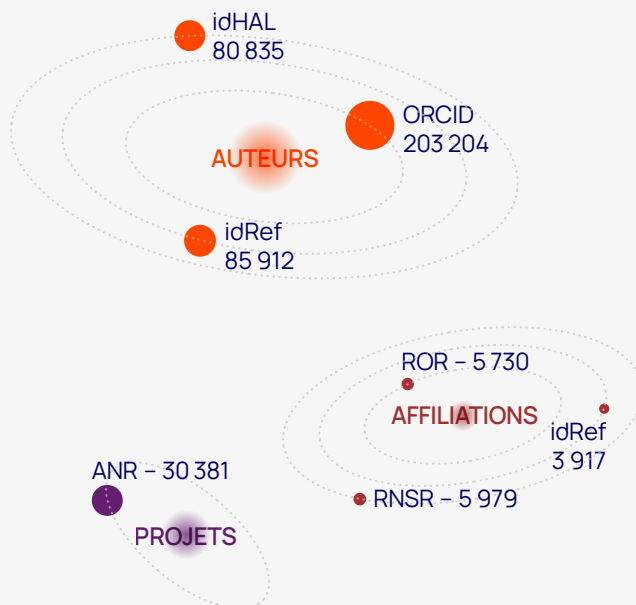 idHAL
80 835
ORCID
203 204
AUTEURS
idRef
85 912
ROR – 5 730
AFFILIATIONS
idRef
3 917
RNSR – 5 979
ANR – 30 381
PROJETS